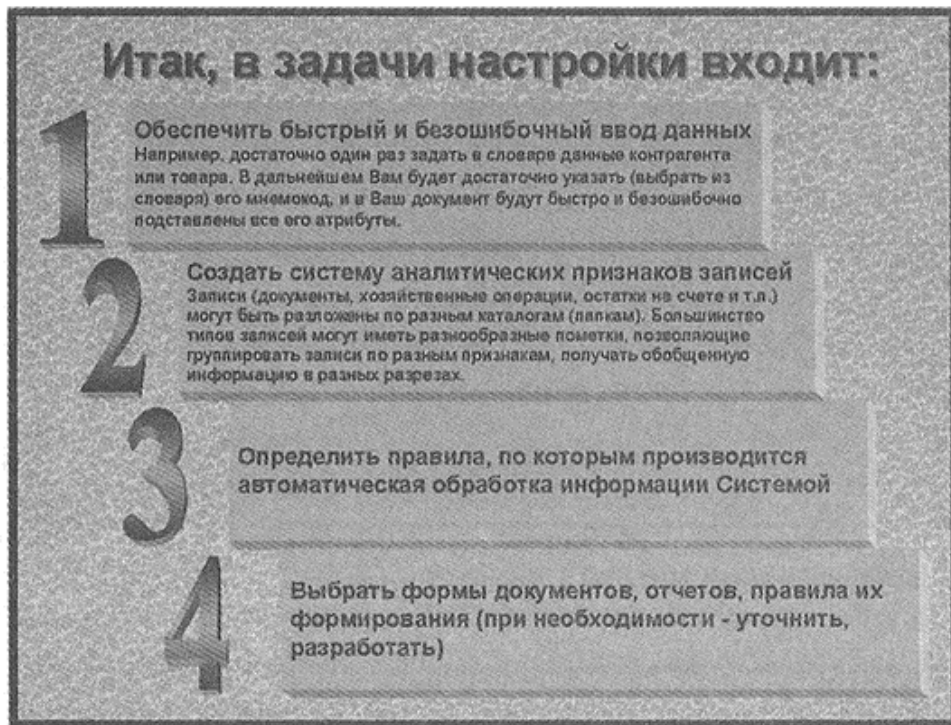 Итак, в задачи настройки входит:
1
Обеспечить быстрый и безошибочный ввод данных
Например, достаточно один раз задать в словаре данные контрагента
или товара. В дальнейшем Вам будет достаточно указать (выбрать из
словаря) его мнемокод, и в Ваш документ будут быстро и безошибочно
подставлены все его атрибуты.
2
Создать систему аналитических признаков записей
Записи (документы, хозяйственные операции, остатки на счете и т.п.)
могут быть разложены по разным каталогам (папкам). Большинство
типов записей могут иметь разнообразные пометки, позволяющие
группировать записи по разным признакам, получать обобщенную
информацию в разных разрезах.
3
Определить правила, по которым производится
автоматическая обработка информации Системой
4
Выбрать формы документов, отчетов, правила их
формирования (при необходимости - уточнить,
разработать)